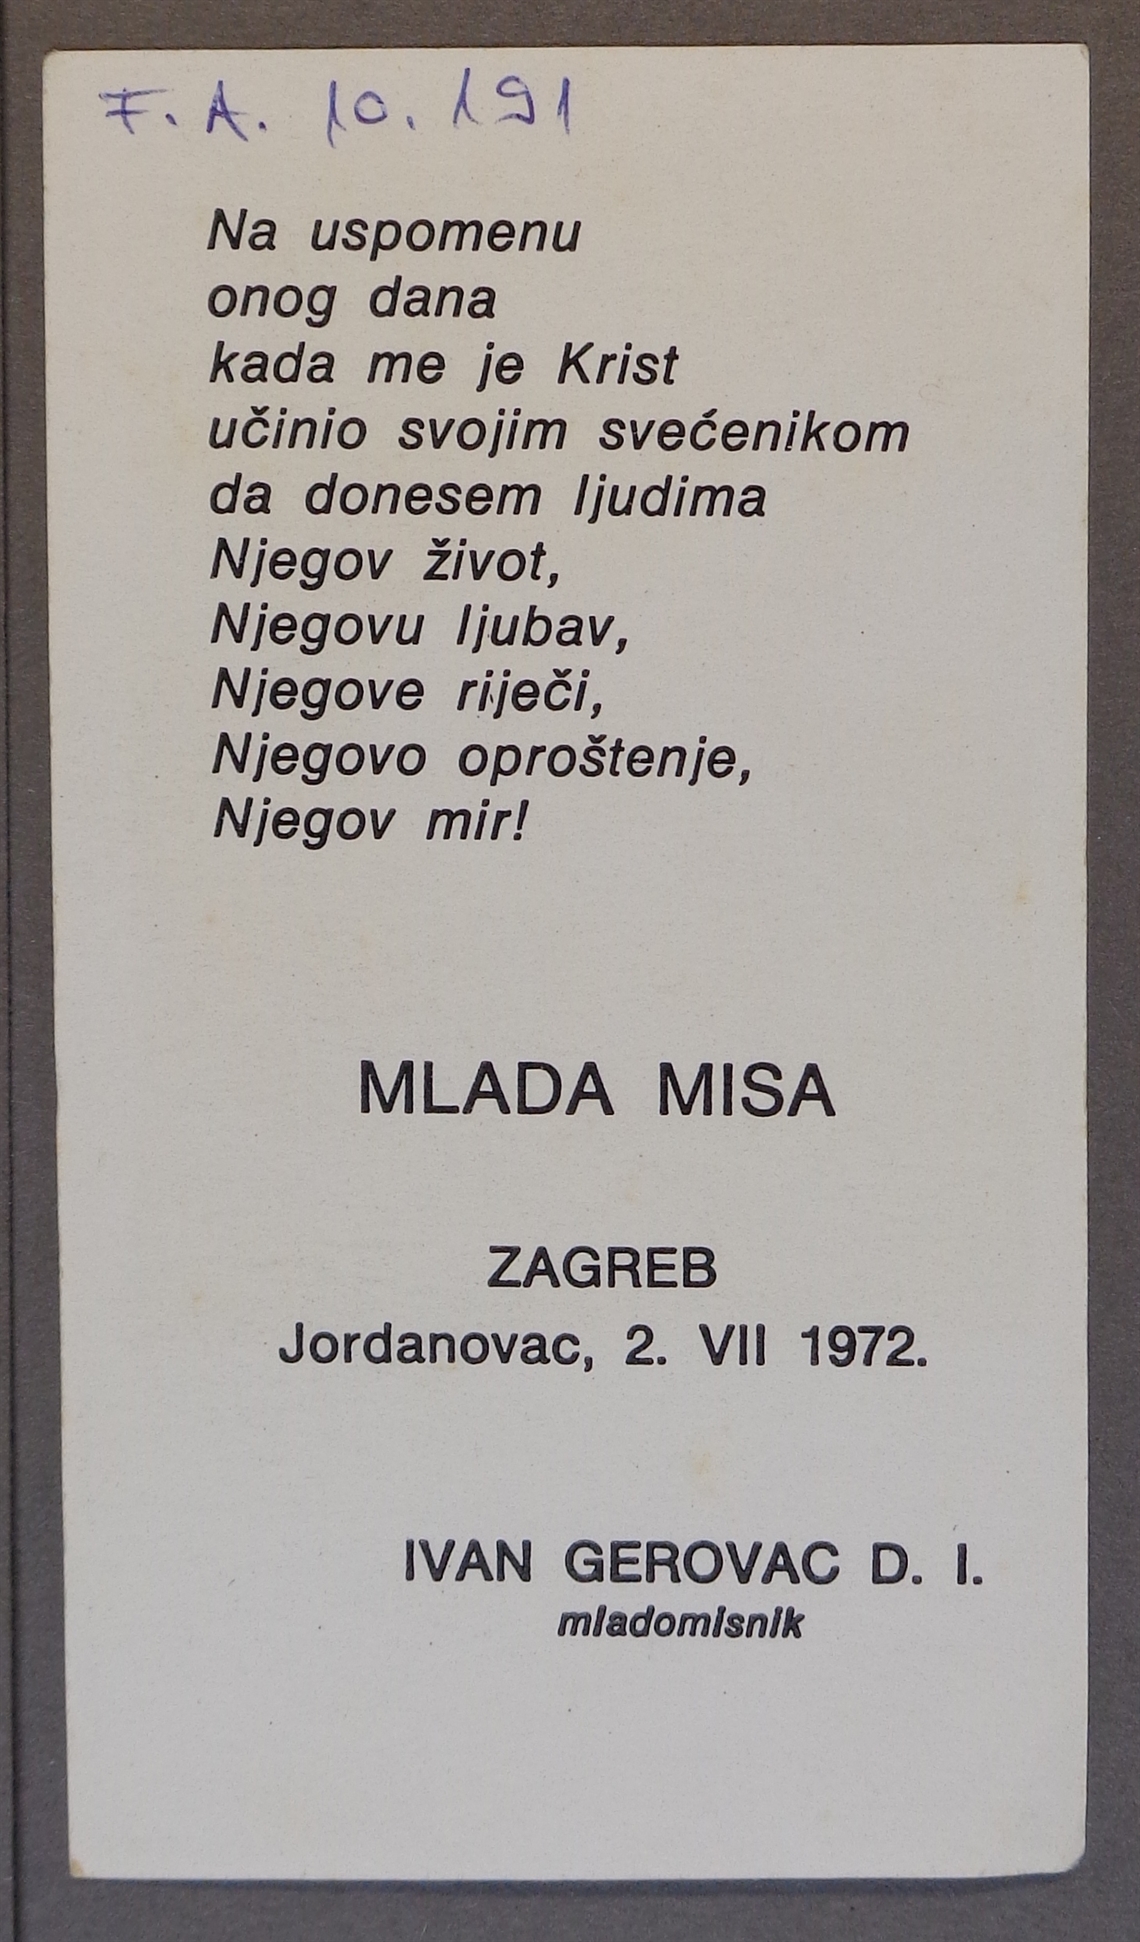 F. A. 10. 191
Na uspomenu
onog dana
kada me je Krist
učinio svojim svećenikom
da donesem ljudima
Njegov život,
Njegovu ljubav,
Njegove riječi,
Njegovo oproštenje,
Njegov mir!
MLADA MISA
ZAGREB
Jordanovac, 2. VII 1972.
IVAN GEROVAC D. I.
mladomisnik